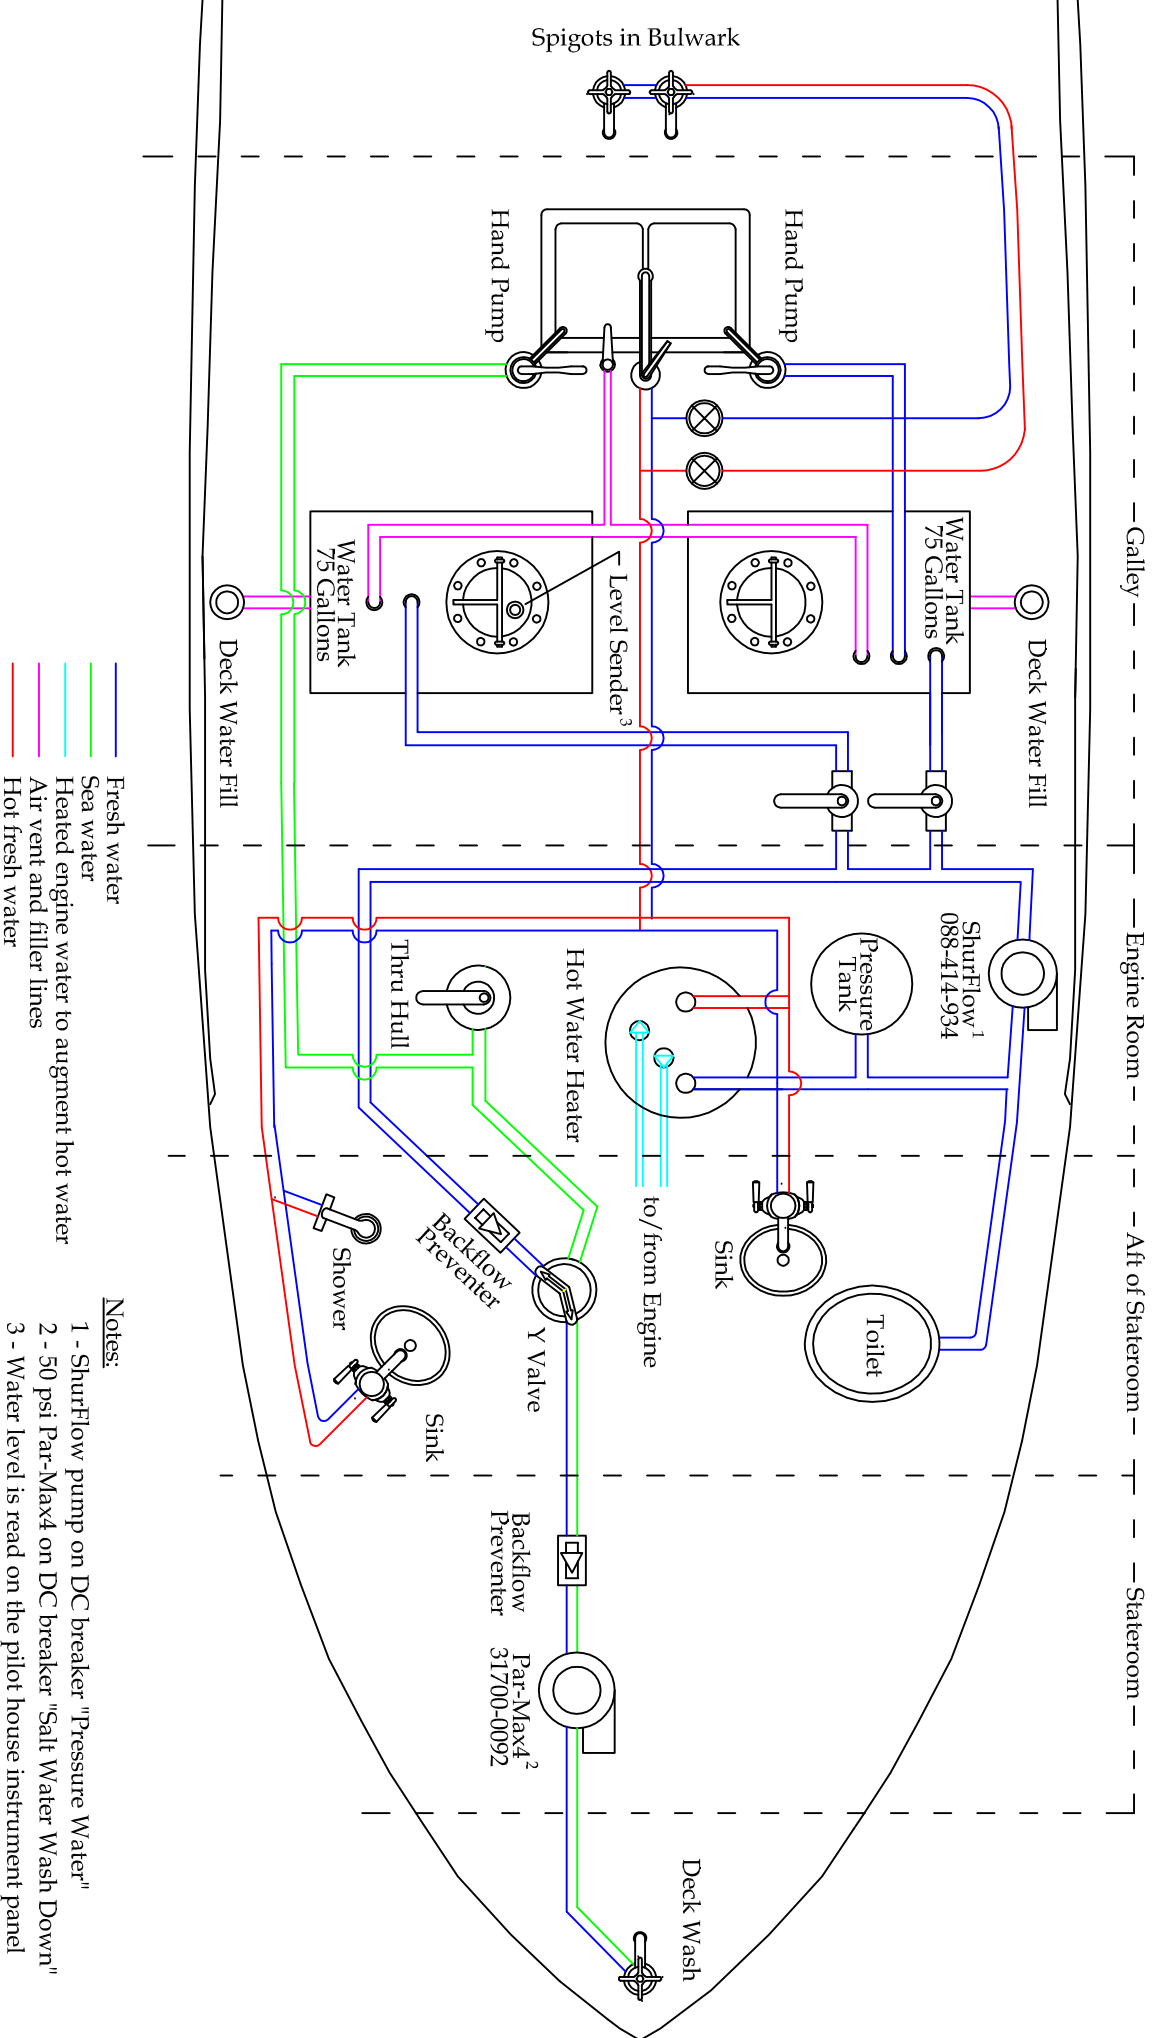 Spigots in Bulwark
Hand Pump
Hand Pump
Galley
Water Tank
75 Gallons
Water Tank
75 Gallons
Level Sender3
Deck Water Fill
Deck Water Fill
Engine Room
ShurFlow1
088-414-934
Pressure
Tank
Hot Water Heater
Thru Hull
to/from Engine
Aft of Stateroom
Sink
Toilet
Backflow
Preventer
Y Valve
Shower
Sink
Stateroom
Backflow
Preventer
Par-Max42
31700-0092
Deck Wash
Fresh water
Sea water
Heated engine water to augment hot water
Air vent and filler lines
Hot fresh water
Notes:
1 - ShurFlow pump on DC breaker "Pressure Water"
2 - 50 psi Par-Max4 on DC breaker "Salt Water Wash Down"
3 - Water level is read on the pilot house instrument panel